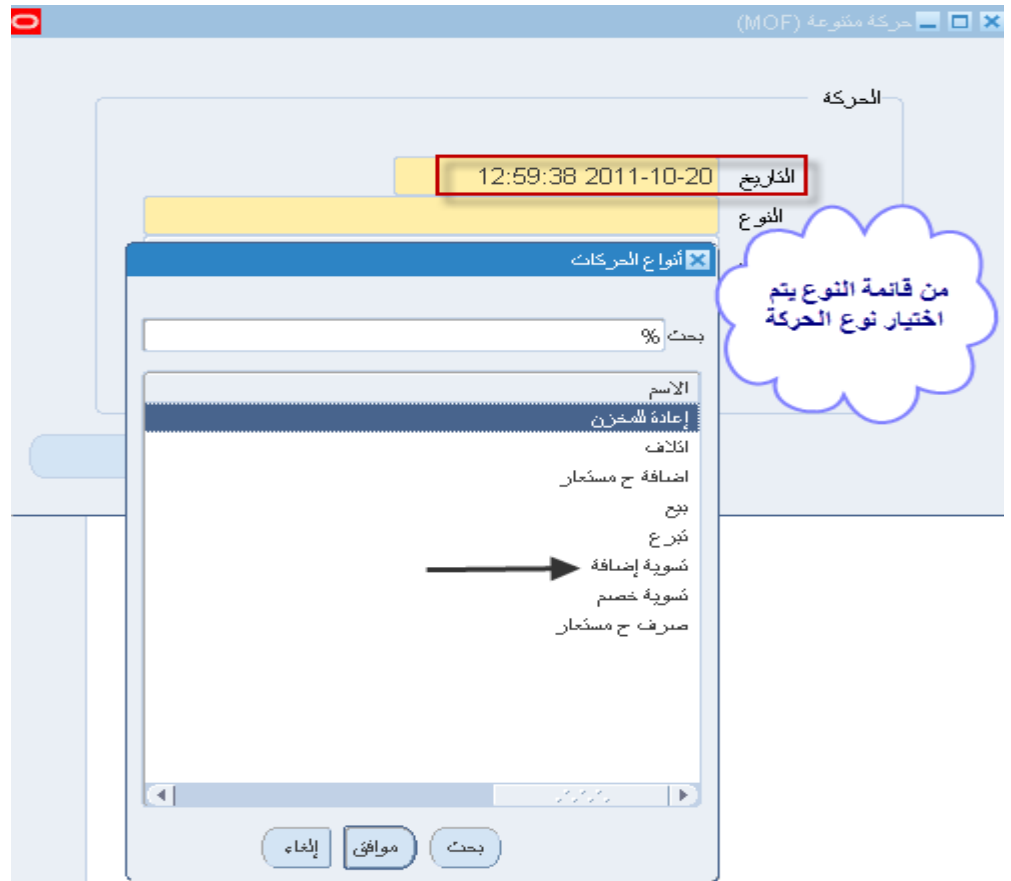 حركة متنوعة (MOF)
الحركة
التاريخ 2011-10-20 12:59:38
النوع
من قائمة النوع يتم
اختيار نوع الحركة
أنواع الحركات
بحث %
الاسم
إعادة للمخزن
اتلاف
اضافة ح مستعار
بيع
تبرع
تسوية إضافة
تسوية خصم
صرف ح مستعار
بحث
موافق
إلغاء